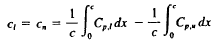 c_l = c_n = \frac{1}{c} \int_0^c C_{p,l} \, dx - \frac{1}{c} \int_0^c C_{p,u} \, dx